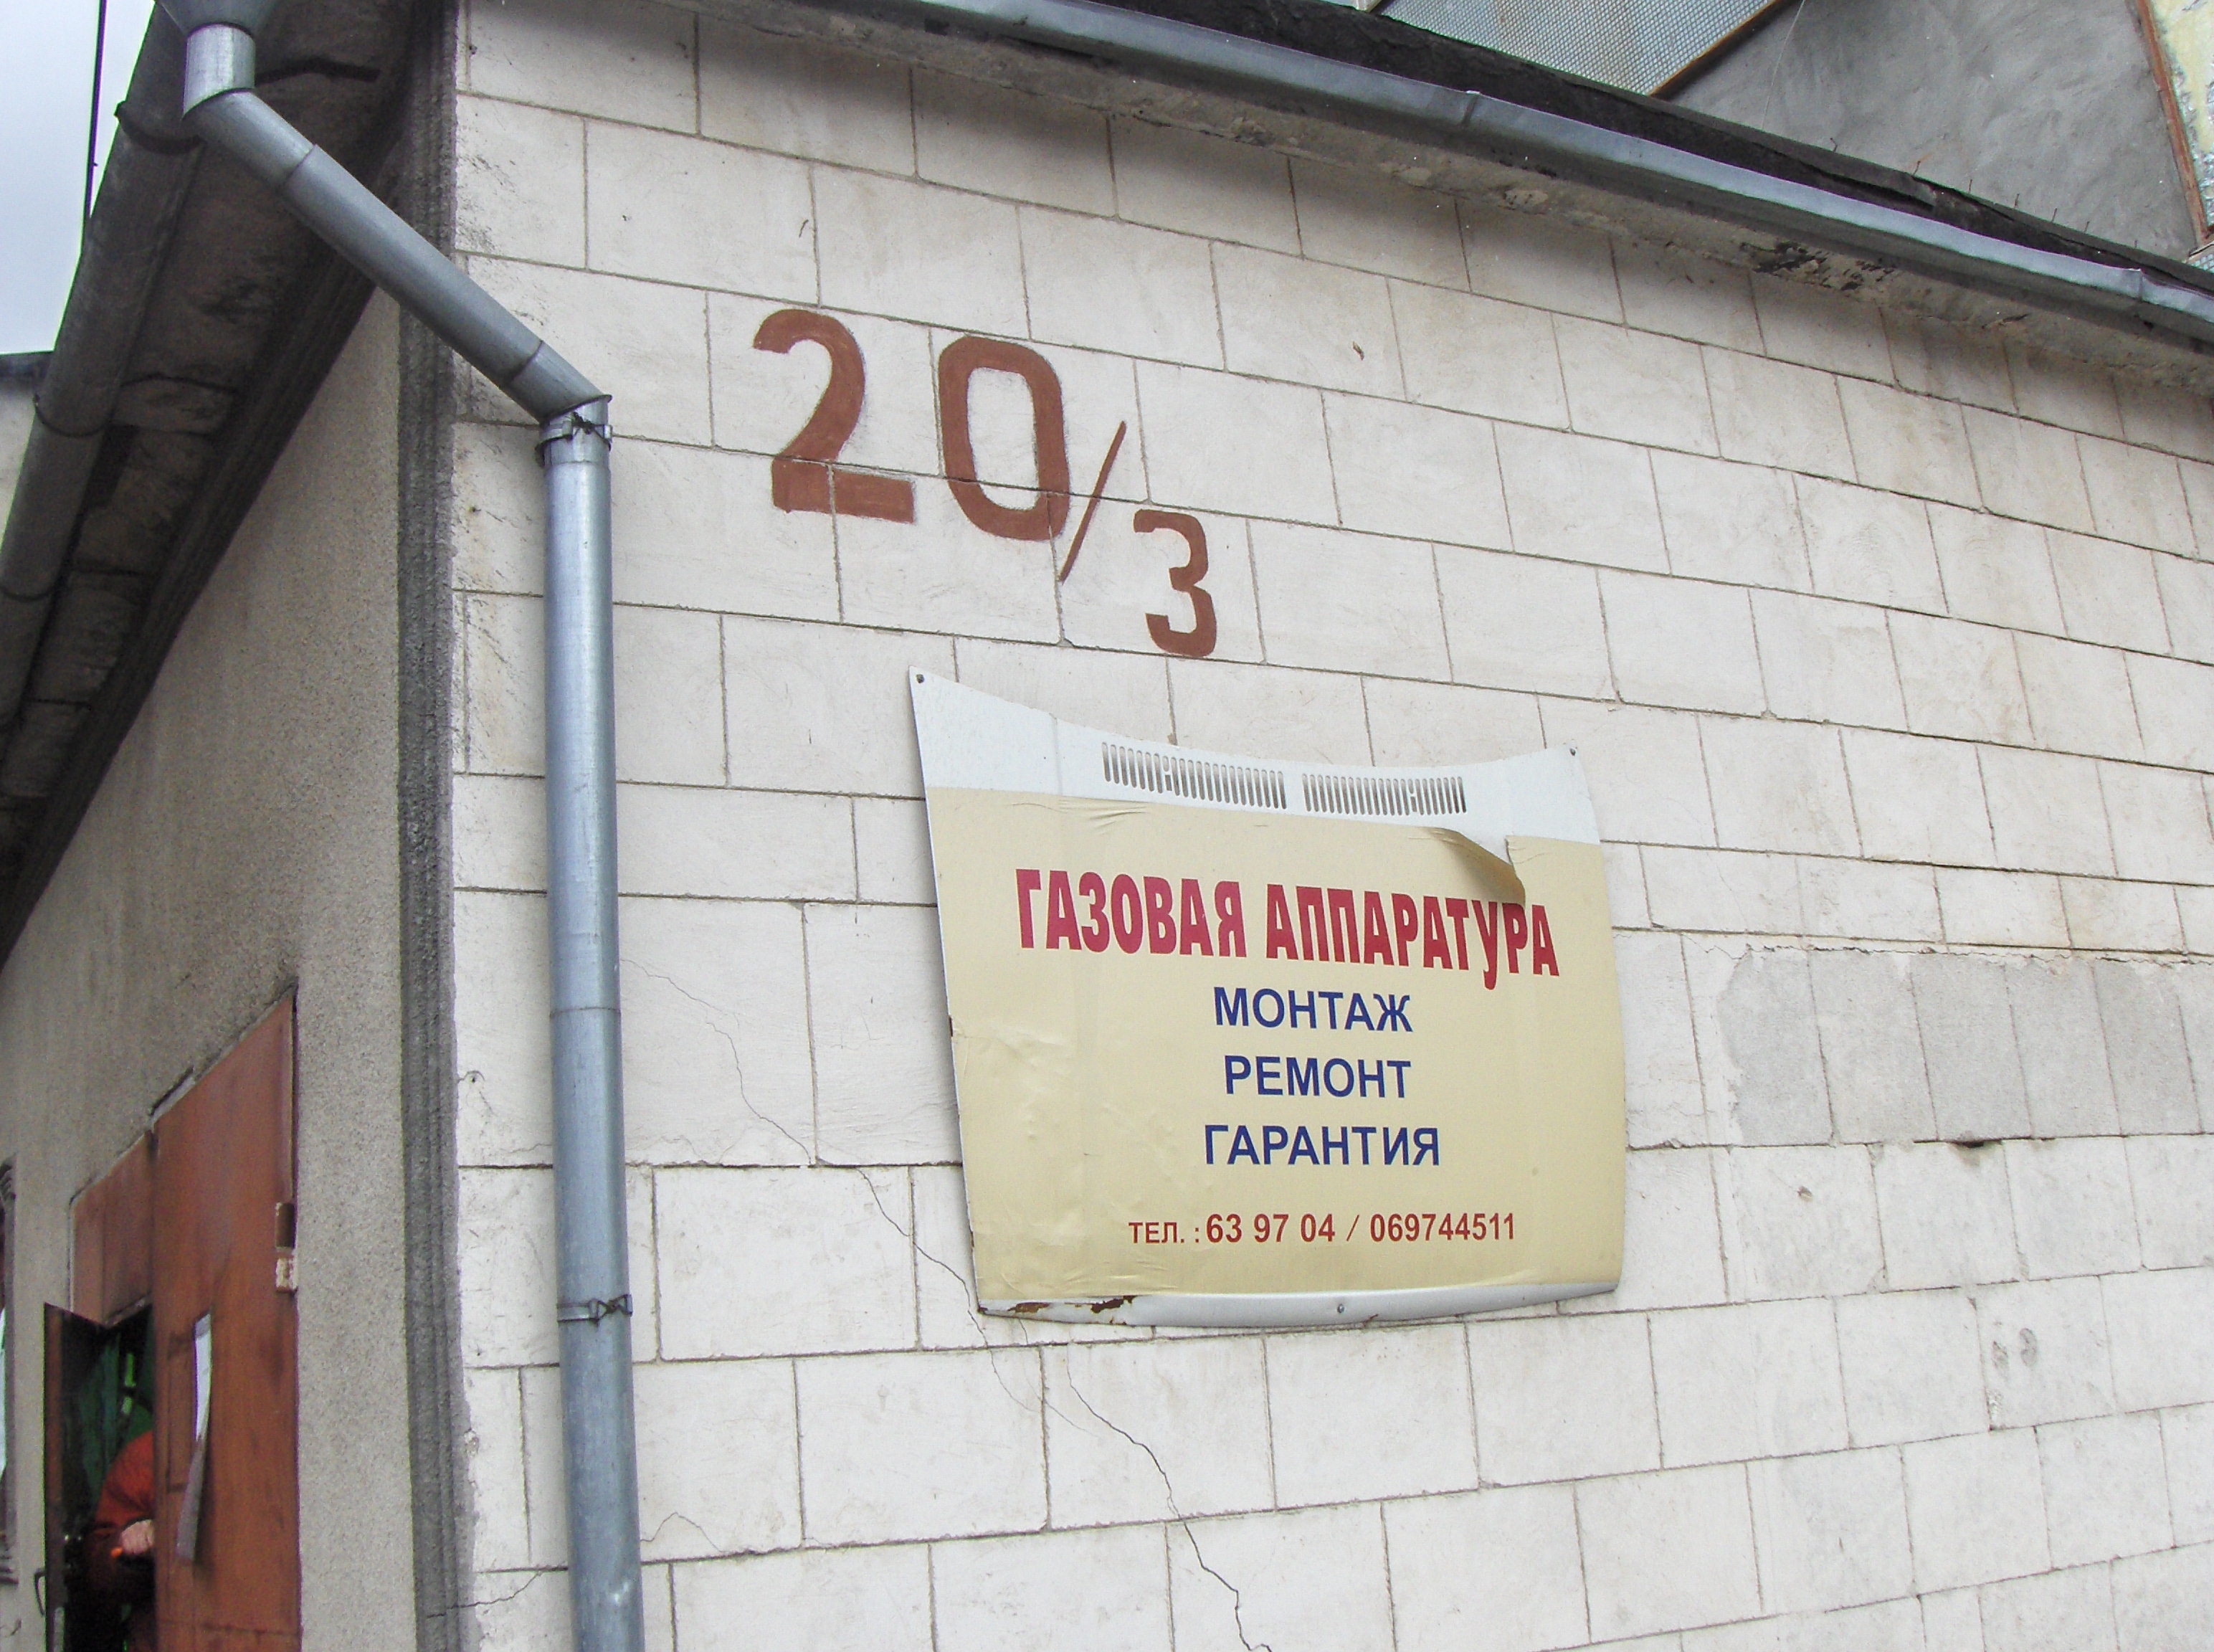 20/3
ГАЗОВАЯ АППАРАТУРА
МОНТАЖ
РЕМОНТ
ГАРАНТИЯ
ТЕЛ. : 63 97 04 / 069744511